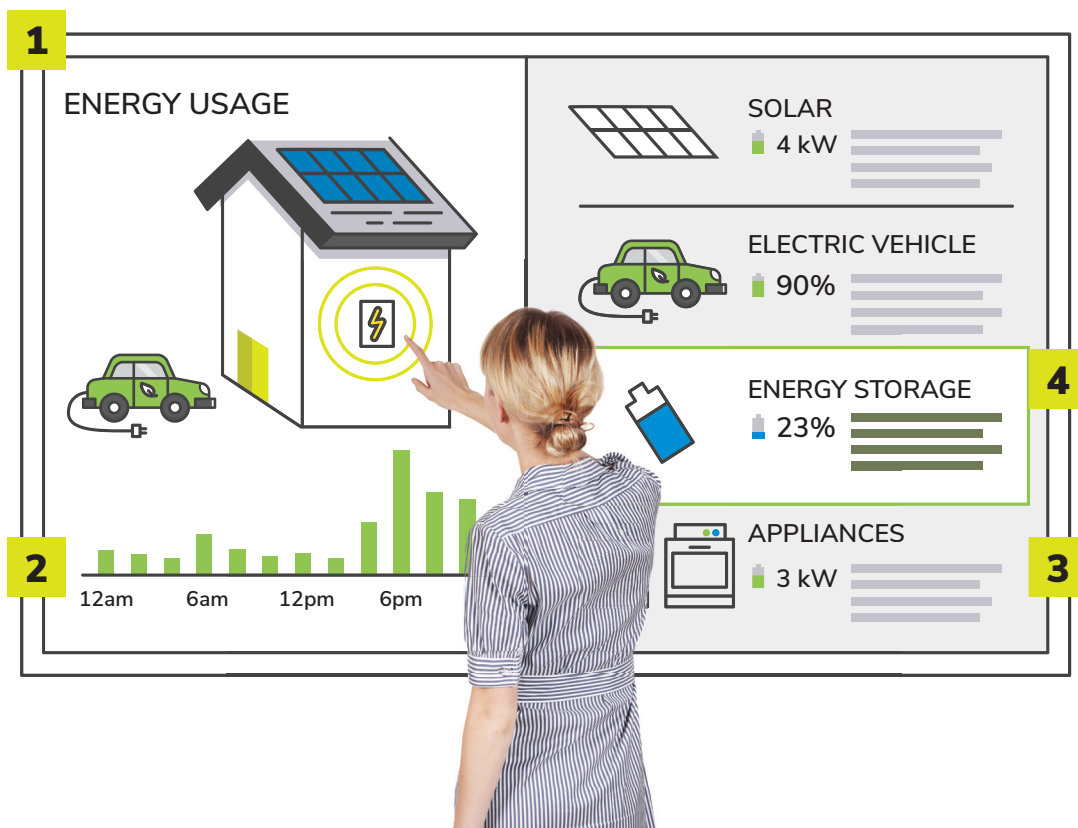 1
ENERGY USAGE
2
12am 6am 12pm 6pm
SOLAR
4 kW
ELECTRIC VEHICLE
90%
4
ENERGY STORAGE
23%
APPLIANCES
3 kW
3